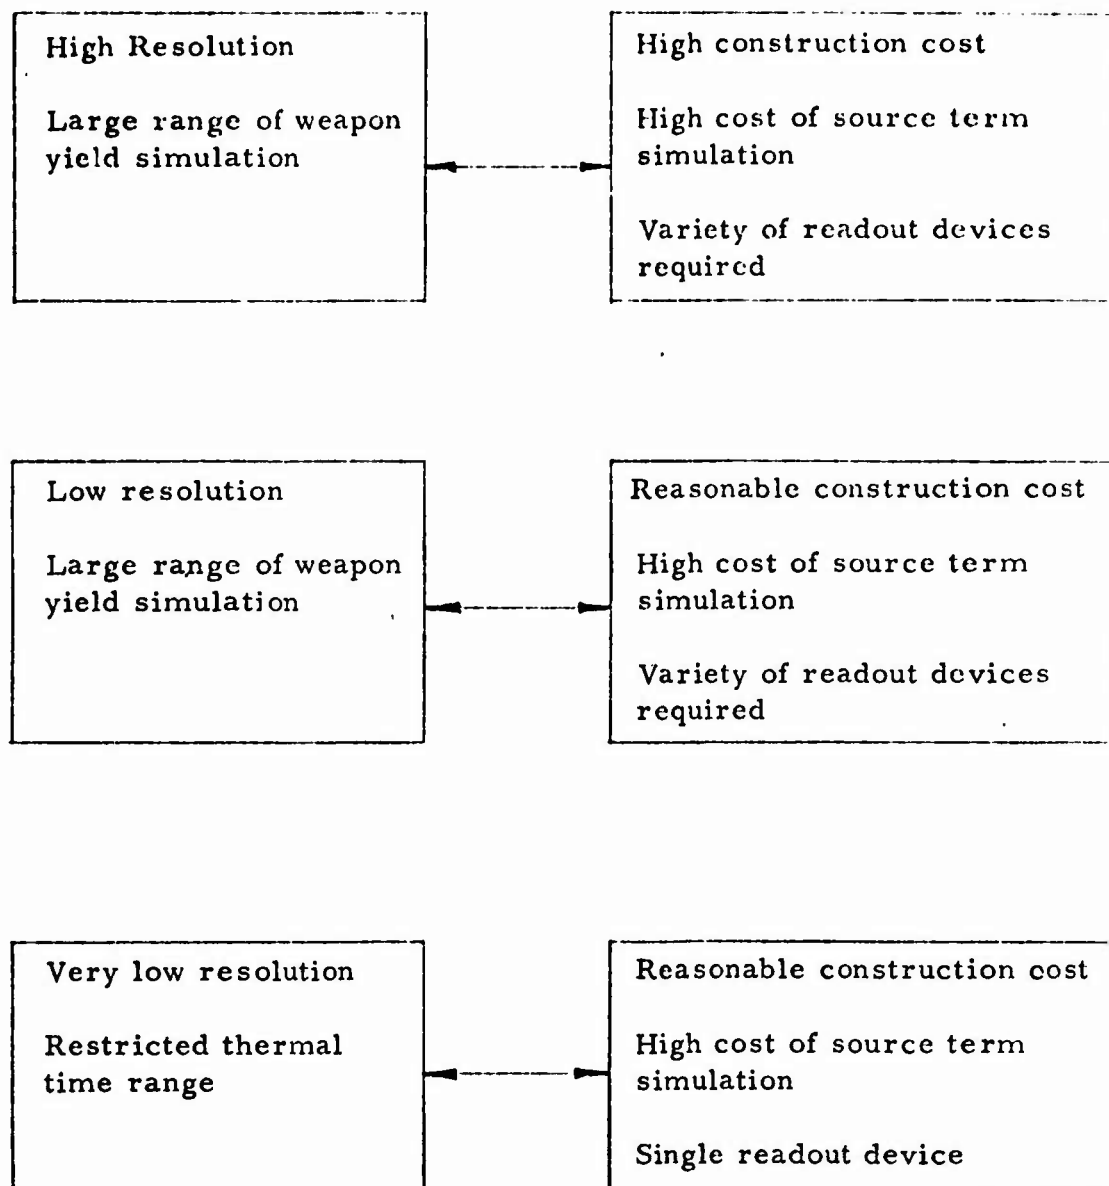 High Resolution
Large range of weapon
yield simulation
High construction cost
High cost of source term
simulation
Variety of readout devices
required
Low resolution
Large range of weapon
yield simulation
Reasonable construction cost
High cost of source term
simulation
Variety of readout devices
required
Very low resolution
Restricted thermal
time range
Reasonable construction cost
High cost of source term
simulation
Single readout device